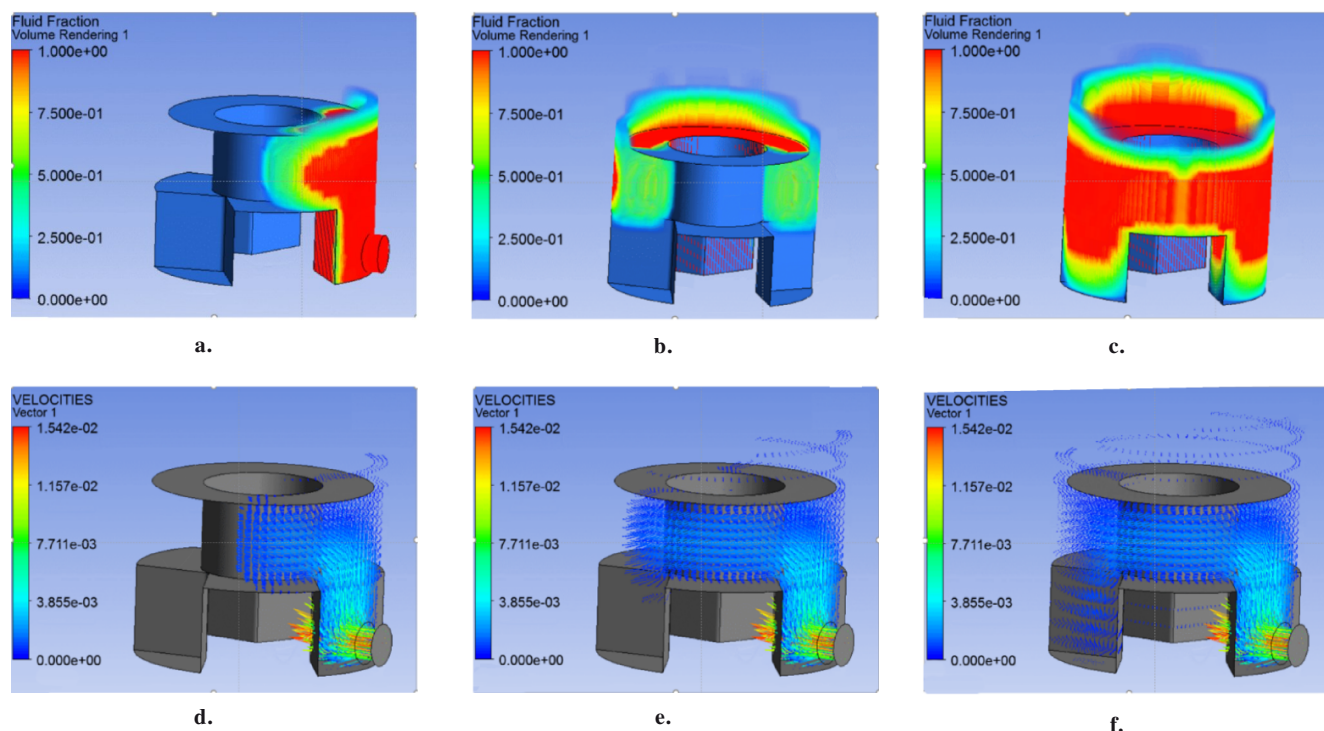 Fluid Fraction
Volume Rendering 1
1.000e+00
7.500e-01
5.000e-01
2.500e-01
0.000e+00
a.
Fluid Fraction
Volume Rendering 1
1.000e+00
7.500e-01
5.000e-01
2.500e-01
0.000e+00
b.
Fluid Fraction
Volume Rendering 1
1.000e+00
7.500e-01
5.000e-01
2.500e-01
0.000e+00
c.
VELOCITIES
Vector 1
1.542e-02
1.157e-02
7.711e-03
3.855e-03
0.000e+00
d.
VELOCITIES
Vector 1
1.542e-02
1.157e-02
7.711e-03
3.855e-03
0.000e+00
e.
VELOCITIES
Vector 1
1.542e-02
1.157e-02
7.711e-03
3.855e-03
0.000e+00
f.